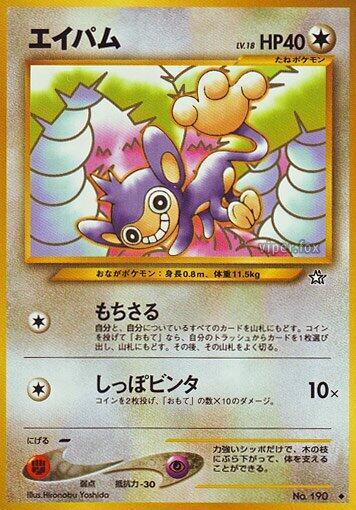 エイパム
LV.18 HP40
たねポケモン
viper.fox
おながポケモン：身長0.8m、体重11.5kg
もちさる
自分と、自分についているすべてのカードを山札にもどす。コイン
を投げて「おもて」なら、自分のトラッシュからカードを1枚選び
出し、山札にもどす。その後、その山札をよく切る。
しっぽビンタ 10×
コインを2枚投げ、「おもて」の数×10のダメージ。
にげる
弱点 抵抗力-30
力強いシッポだけで、木の枝
にぶら下がって、体を支える
ことができる。
Illus. Hironobu Yoshida
No. 190